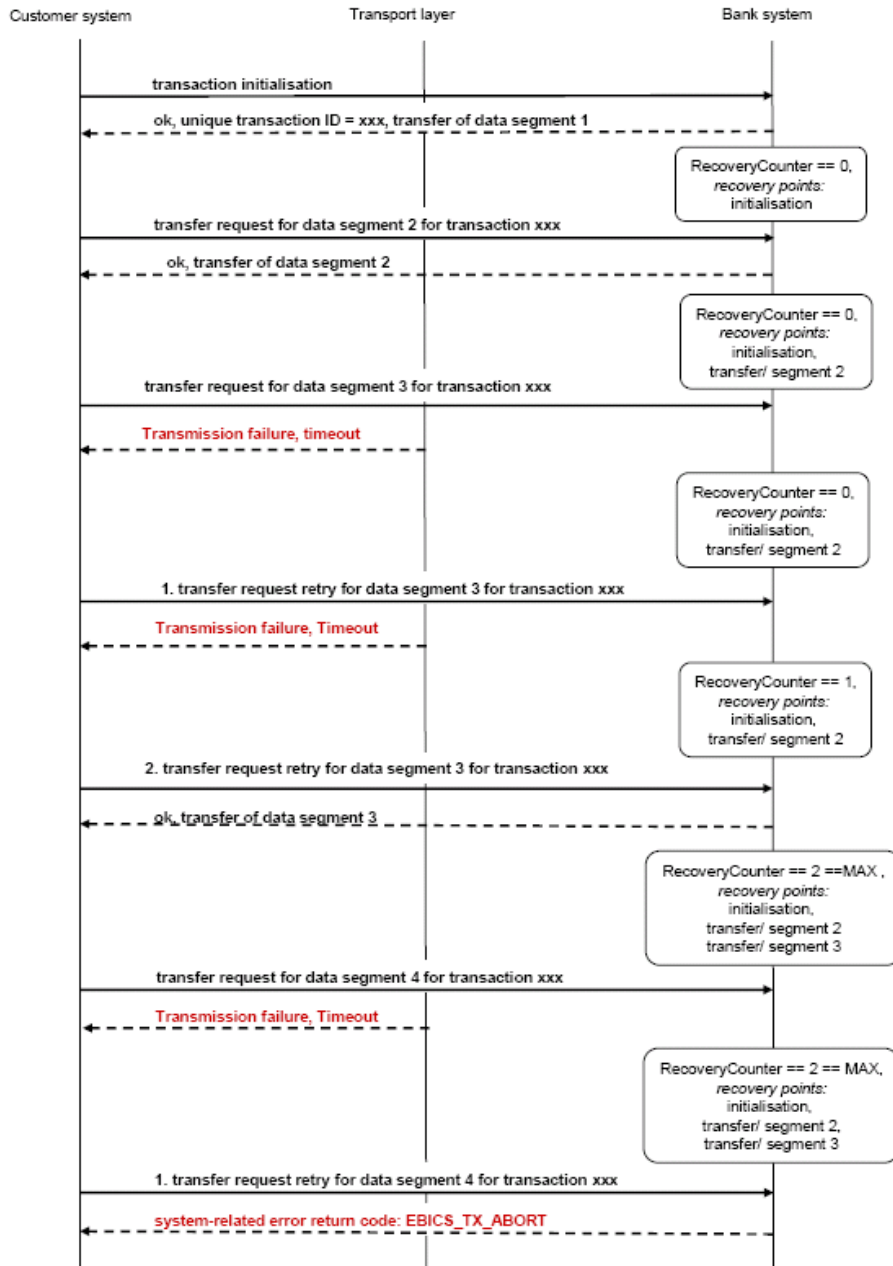 Customer system
Transport layer
Bank system
transaction initialisation
ok, unique transaction ID = xxx, transfer of data segment 1
RecoveryCounter == 0,
recovery points:
initialisation
transfer request for data segment 2 for transaction xxx
ok, transfer of data segment 2
RecoveryCounter == 0,
recovery points:
initialisation,
transfer/ segment 2
transfer request for data segment 3 for transaction xxx
Transmission failure, timeout
RecoveryCounter == 0,
recovery points:
initialisation,
transfer/ segment 2
1. transfer request retry for data segment 3 for transaction xxx
Transmission failure, Timeout
RecoveryCounter == 1,
recovery points:
initialisation,
transfer/ segment 2
2. transfer request retry for data segment 3 for transaction xxx
ok, transfer of data segment 3
RecoveryCounter == 2 ==MAX ,
recovery points:
initialisation,
transfer/ segment 2
transfer/ segment 3
transfer request for data segment 4 for transaction xxx
Transmission failure, Timeout
RecoveryCounter == 2 == MAX,
recovery points:
initialisation,
transfer/ segment 2,
transfer/ segment 3
1. transfer request retry for data segment 4 for transaction xxx
system-related error return code: EBICS_TX_ABORT